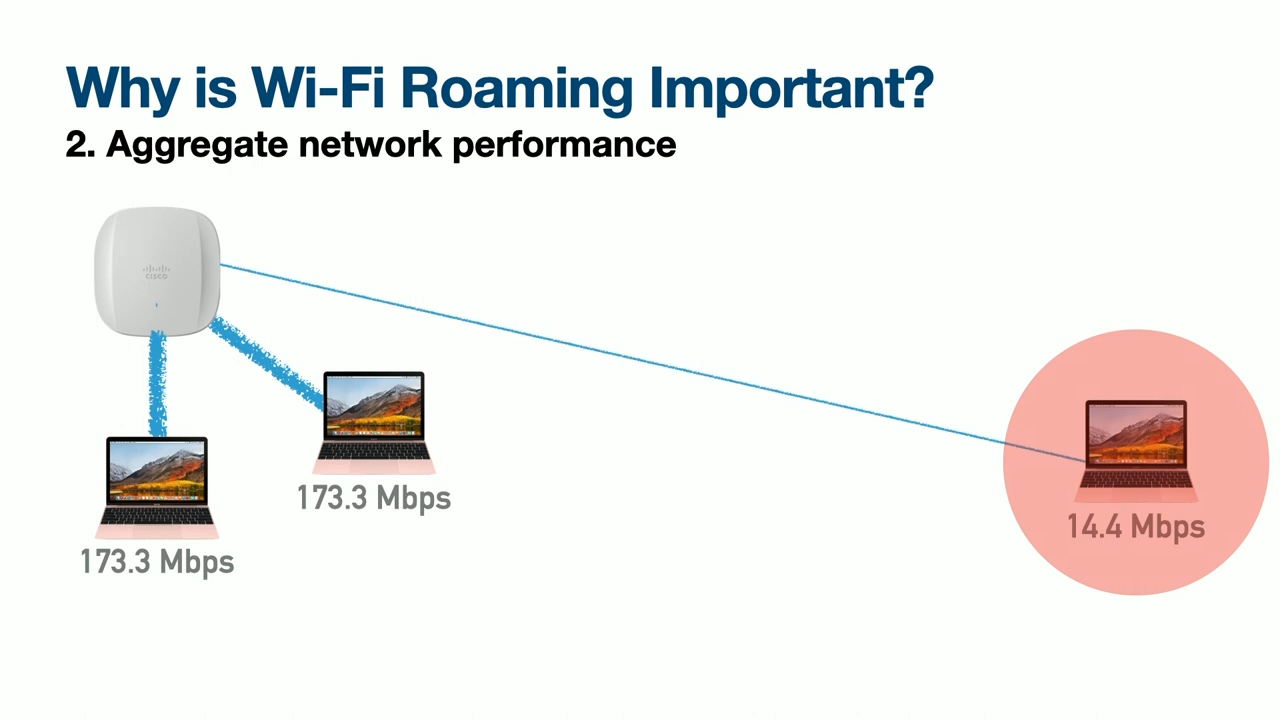 Why is Wi-Fi Roaming Important?
2. Aggregate network performance
cisco
173.3 Mbps
14.4 Mbps
173.3 Mbps